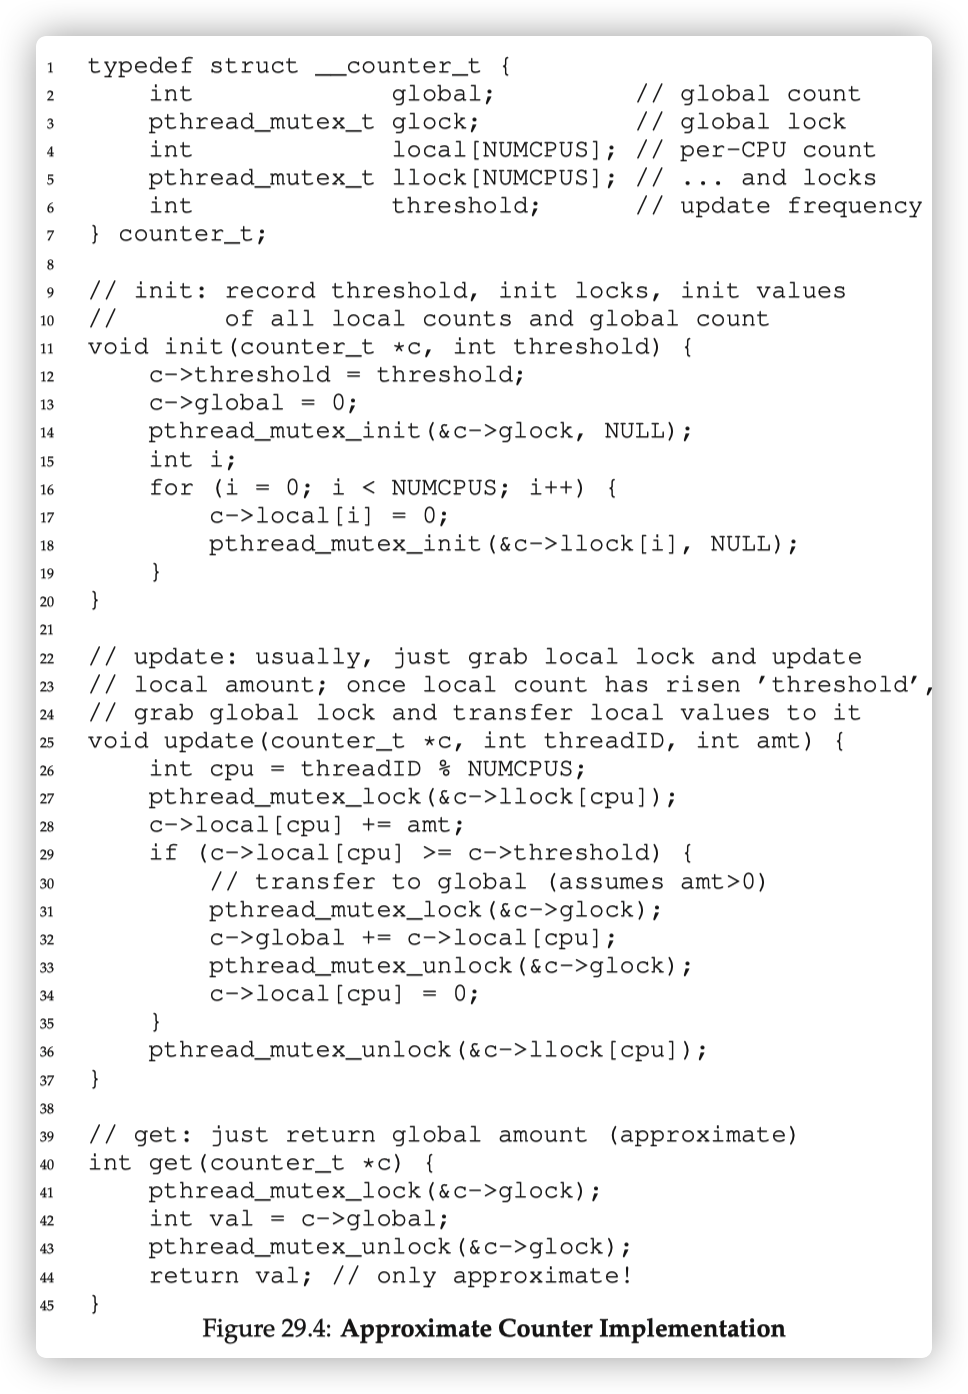 1 typedef struct __counter_t {
2     int             global;         // global count
3     pthread_mutex_t glock;          // global lock
4     int             local[NUMCPUS]; // per-CPU count
5     pthread_mutex_t llock[NUMCPUS]; // ... and locks
6     int             threshold;      // update frequency
7 } counter_t;
8
9 // init: record threshold, init locks, init values
10 //       of all local counts and global count
11 void init(counter_t *c, int threshold) {
12     c->threshold = threshold;
13     c->global = 0;
14     pthread_mutex_init(&c->glock, NULL);
15     int i;
16     for (i = 0; i < NUMCPUS; i++) {
17         c->local[i] = 0;
18         pthread_mutex_init(&c->llock[i], NULL);
19     }
20 }
21
22 // update: usually, just grab local lock and update
23 // local amount; once local count has risen 'threshold',
24 // grab global lock and transfer local values to it
25 void update(counter_t *c, int threadID, int amt) {
26     int cpu = threadID % NUMCPUS;
27     pthread_mutex_lock(&c->llock[cpu]);
28     c->local[cpu] += amt;
29     if (c->local[cpu] >= c->threshold) {
30         // transfer to global (assumes amt>0)
31         pthread_mutex_lock(&c->glock);
32         c->global += c->local[cpu];
33         pthread_mutex_unlock(&c->glock);
34         c->local[cpu] = 0;
35     }
36     pthread_mutex_unlock(&c->llock[cpu]);
37 }
38
39 // get: just return global amount (approximate)
40 int get(counter_t *c) {
41     pthread_mutex_lock(&c->glock);
42     int val = c->global;
43     pthread_mutex_unlock(&c->glock);
44     return val; // only approximate!
45 }
Figure 29.4: Approximate Counter Implementation